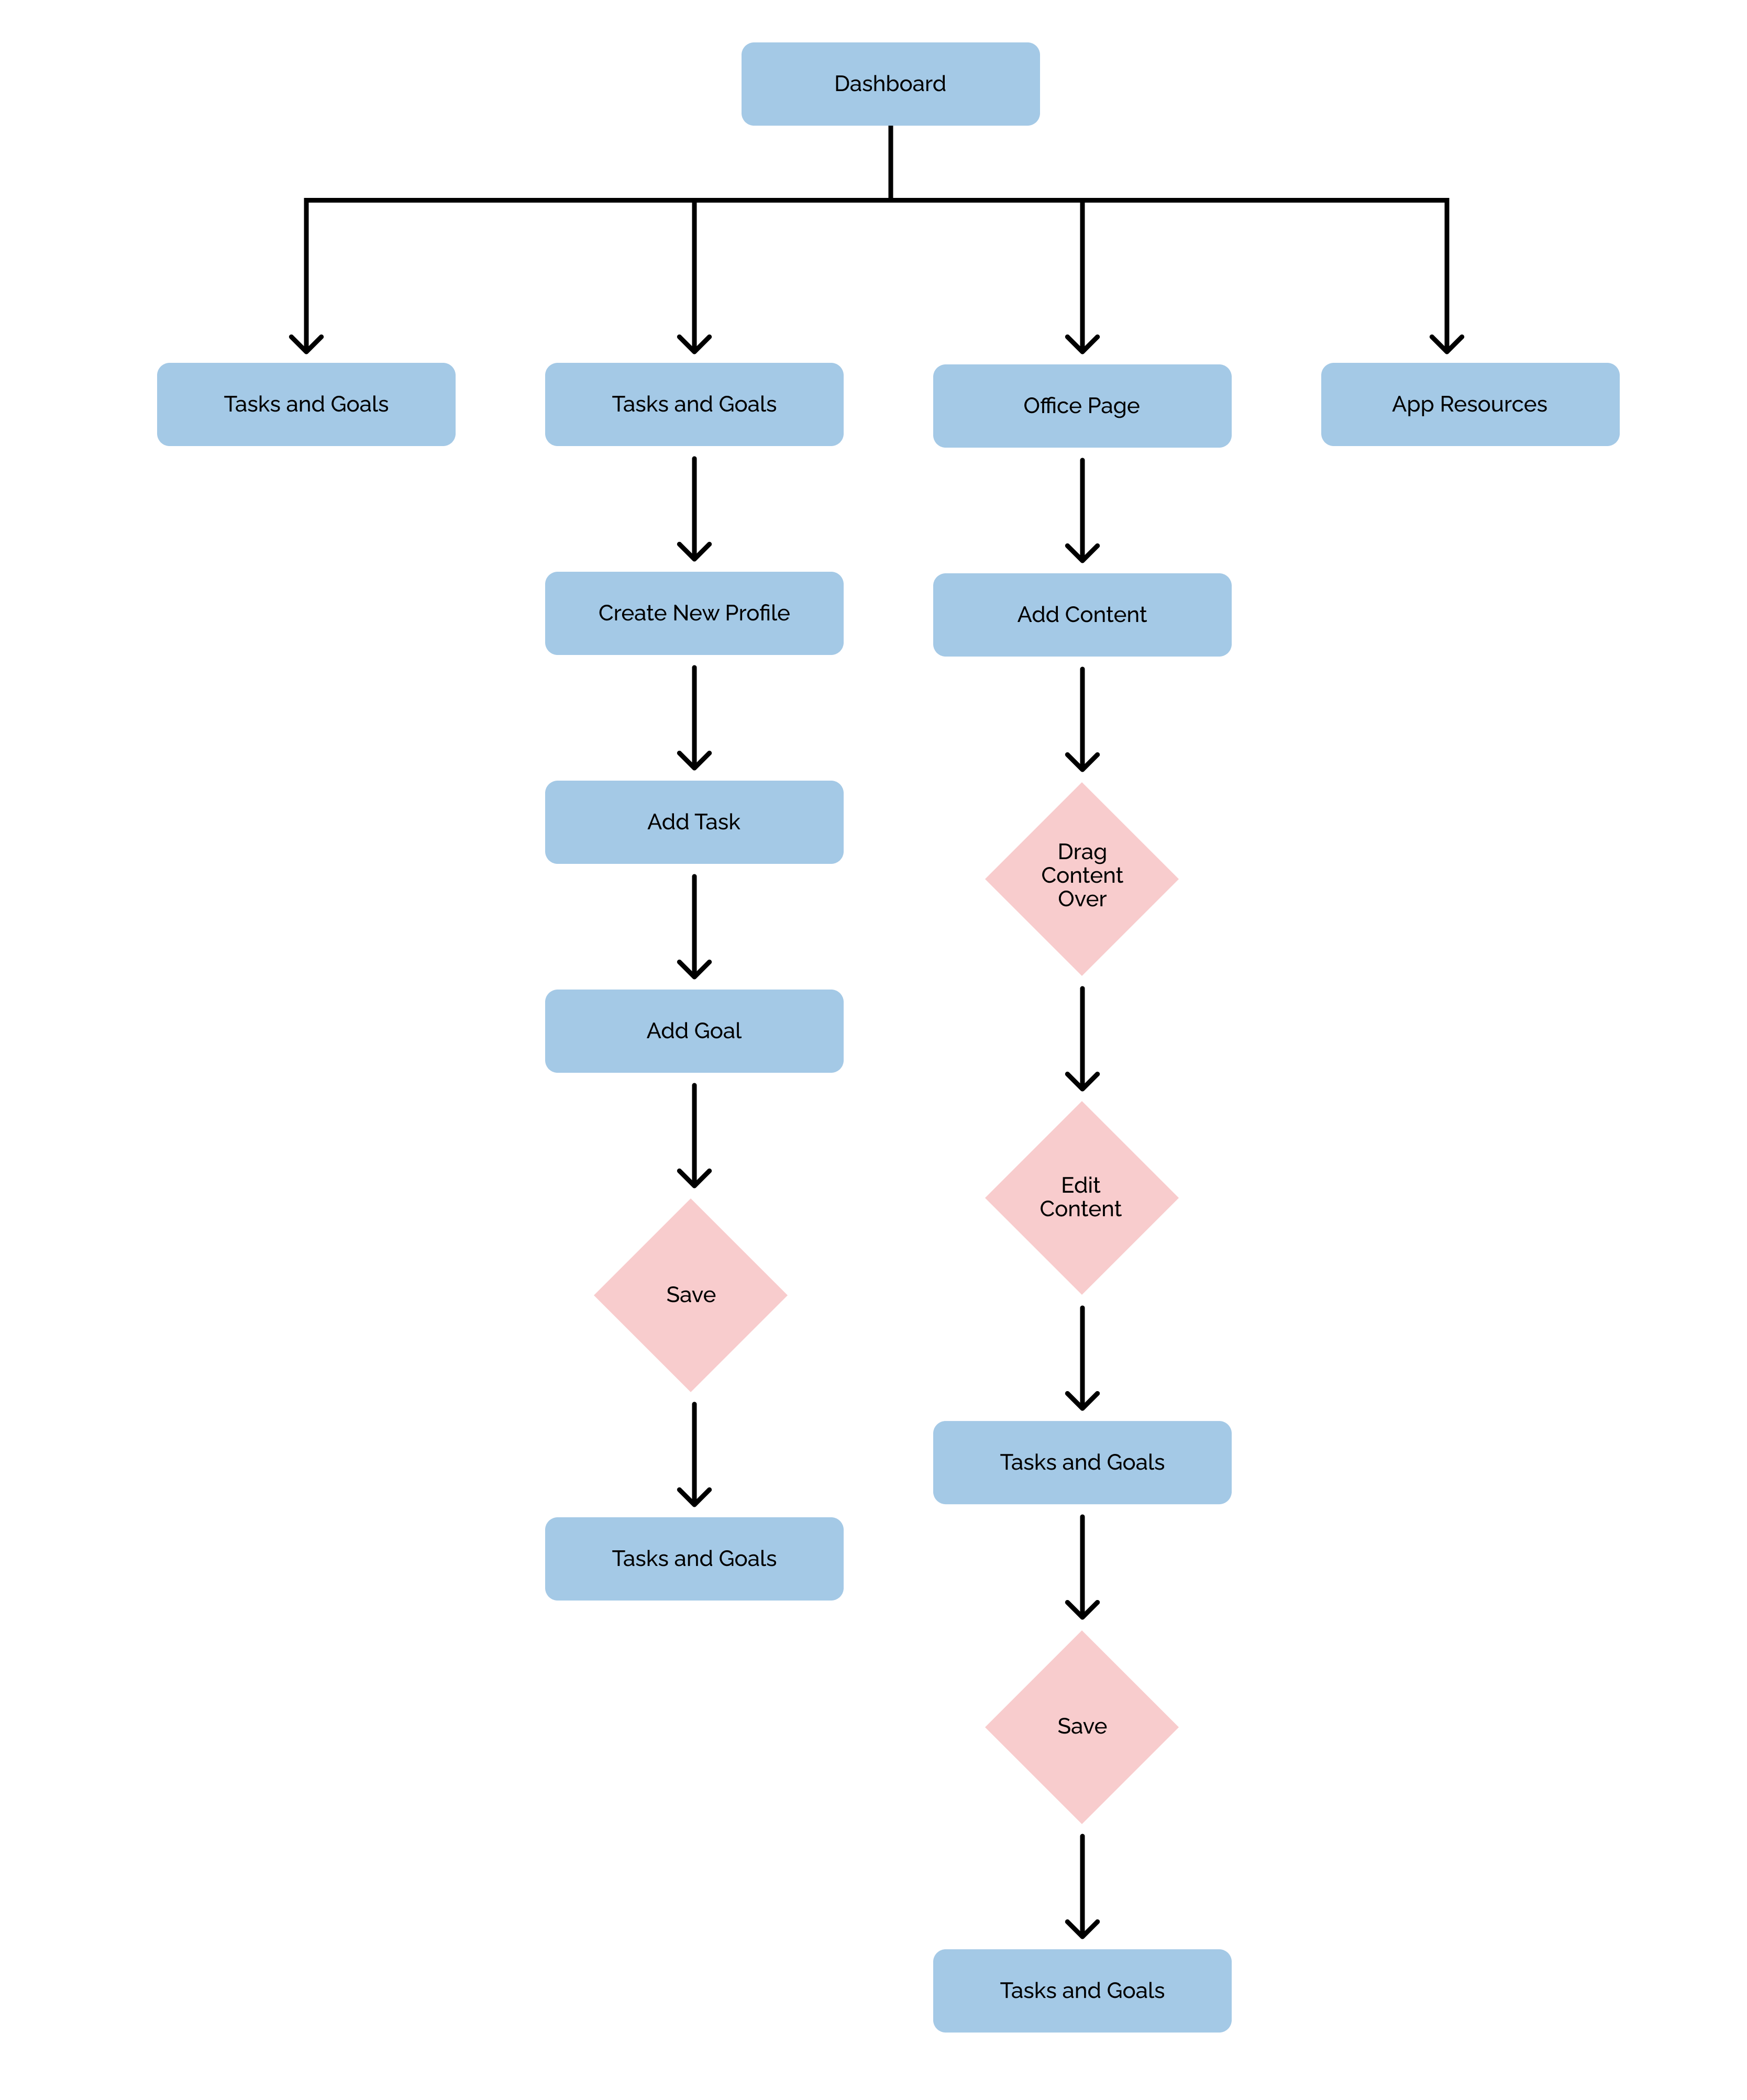 Dashboard
Tasks and Goals
Tasks and Goals
Office Page
App Resources
Create New Profile
Add Content
Add Task
Drag
Content
Over
Add Goal
Edit
Content
Save
Tasks and Goals
Tasks and Goals
Save
Tasks and Goals